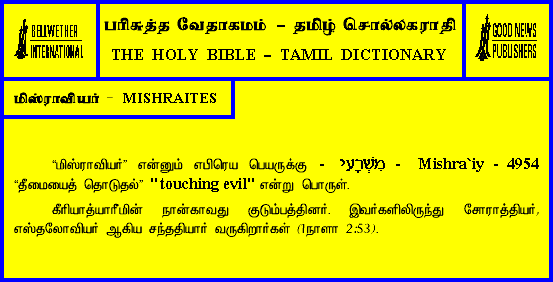 BELLWETHER
INTERNATIONAL
பரிசுத்த வேதாகமம் – தமிழ் சொல்லகராதி
THE HOLY BIBLE – TAMIL DICTIONARY
GOOD NEWS
PUBLISHERS
மிஸ்ராவியர் - MISHRAITES
“மிஸ்ராவியர்” என்னும் எபிரெய பெயருக்கு - מִשְׁרָעִי - Mishra`iy - 4954
“தீமையைத் தொடுதல்” "touching evil" என்று பொருள்.
கீரியாத்யாரீமின் நான்காவது குடும்பத்தினர். இவர்களிலிருந்து சோராத்தியர்,
எஸ்தலோவியர் ஆகிய சந்ததியார் வருகிறார்கள் (1நாளா 2:53).